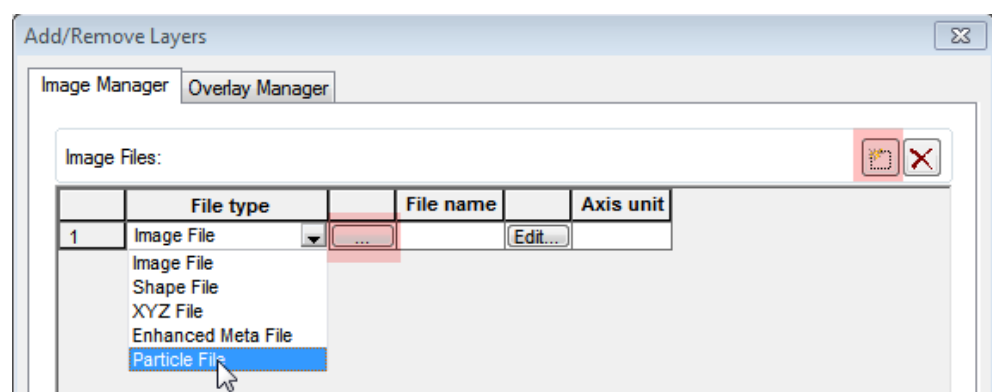 Add/Remove Layers
Image Manager Overlay Manager
Image Files:
File type File name Axis unit
1 Image File ... Edit...
Image File
Shape File
XYZ File
Enhanced Meta File
Particle File